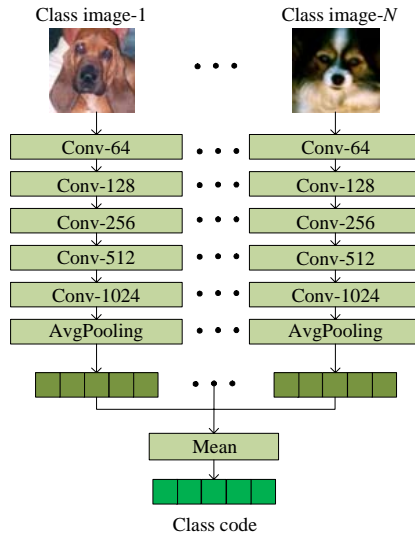 Class image-1 Class image-N
Conv-64 Conv-64
Conv-128 Conv-128
Conv-256 Conv-256
Conv-512 Conv-512
Conv-1024 Conv-1024
AvgPooling AvgPooling
Mean
Class code